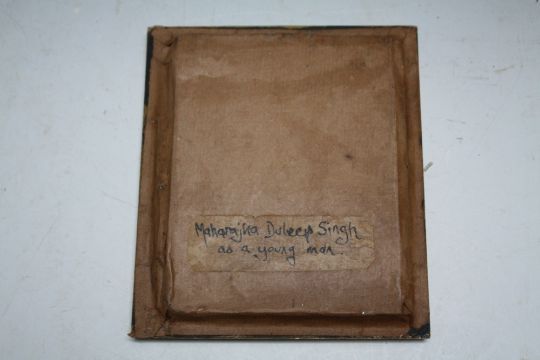 Maharajha Duleep Singh
as a young man.